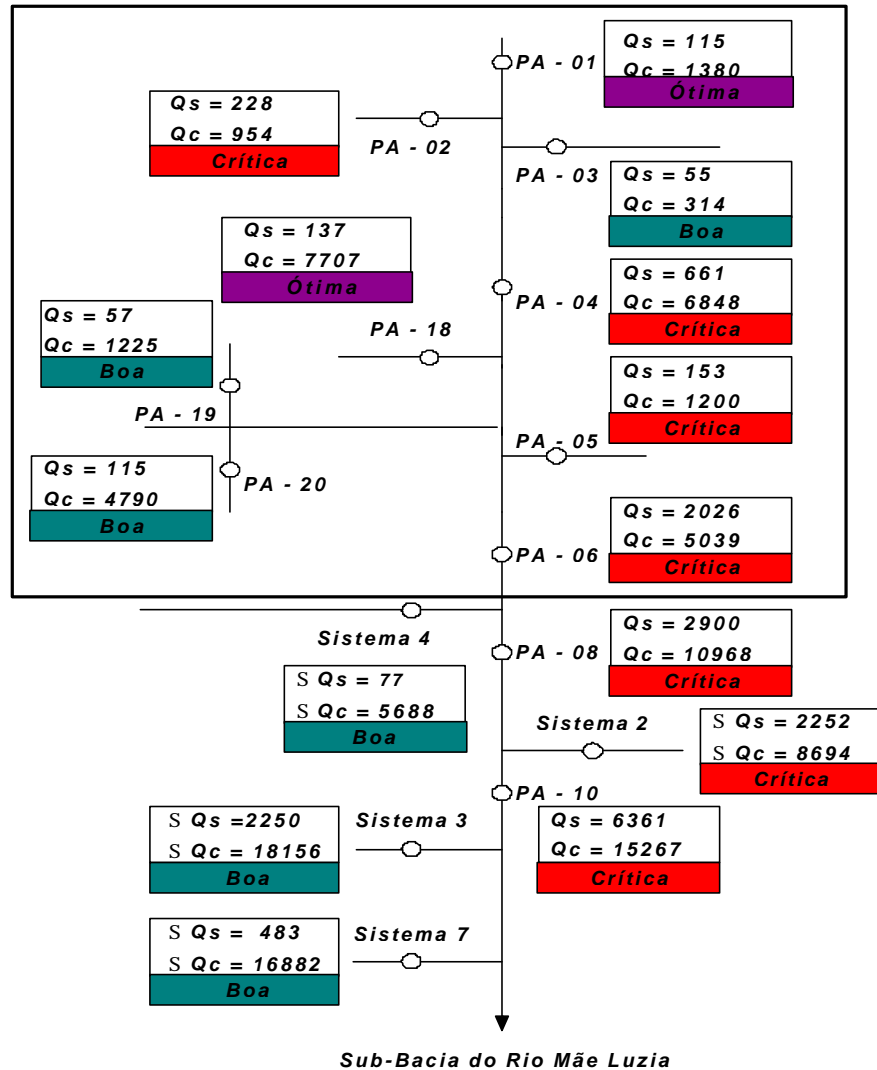 Qs = 115
PA - 01
Qc = 1380
Ótima
Qs = 228
Qc = 954
Crítica
PA - 02
PA - 03
Qs = 55
Qc = 314
Boa
Qs = 137
Qc = 7707
Ótima
PA - 04
Qs = 661
Qc = 6848
Crítica
Qs = 57
Qc = 1225
Boa
PA - 18
Qs = 153
Qc = 1200
Crítica
PA - 19
PA - 05
Qs = 115
Qc = 4790
Boa
PA - 20
Qs = 2026
Qc = 5039
Crítica
PA - 06
Sistema 4
Qs = 2900
Qc = 10968
Crítica
PA - 08
S Qs = 77
S Qc = 5688
Boa
Sistema 2
S Qs = 2252
S Qc = 8694
Crítica
PA - 10
S Qs =2250
S Qc = 18156
Boa
Sistema 3
Qs = 6361
Qc = 15267
Crítica
S Qs = 483
S Qc = 16882
Boa
Sistema 7
Sub-Bacia do Rio Mãe Luzia